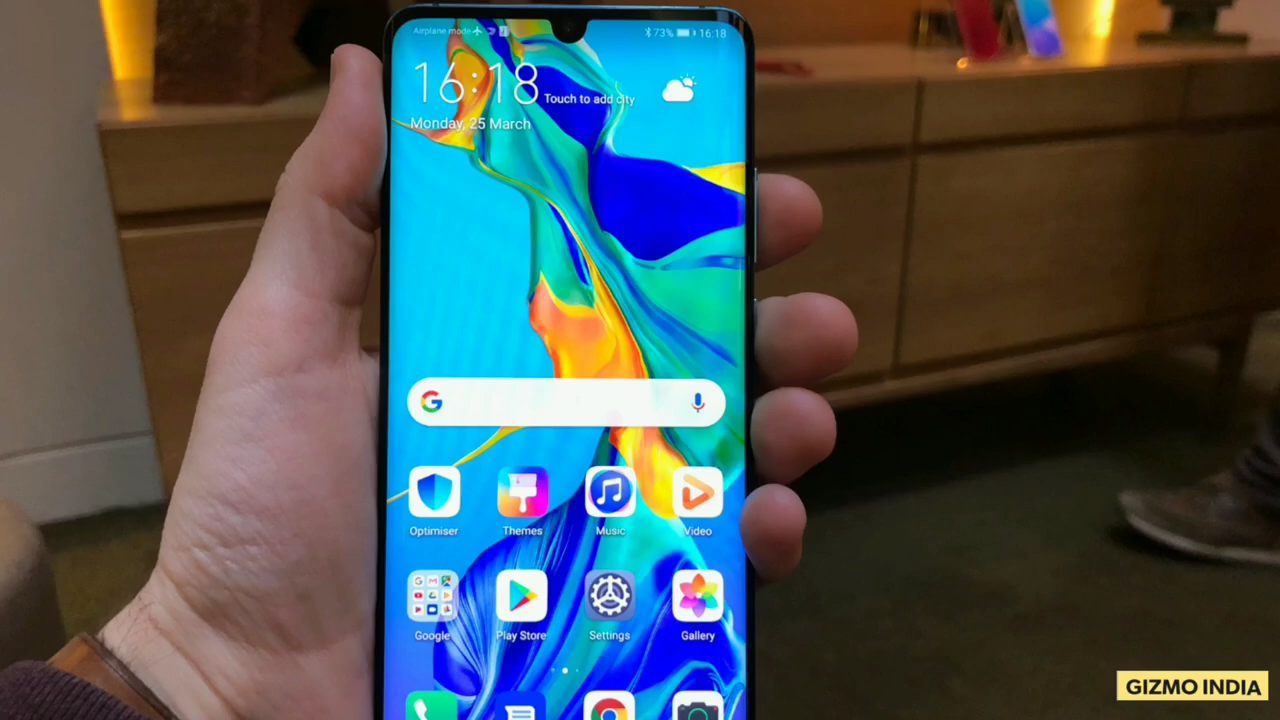 Airplane mode 73% 16:18
16:18 Touch to add city
Monday, 25 March
G
Optimiser Themes Music Video
Google Play Store Settings Gallery
GIZMO INDIA